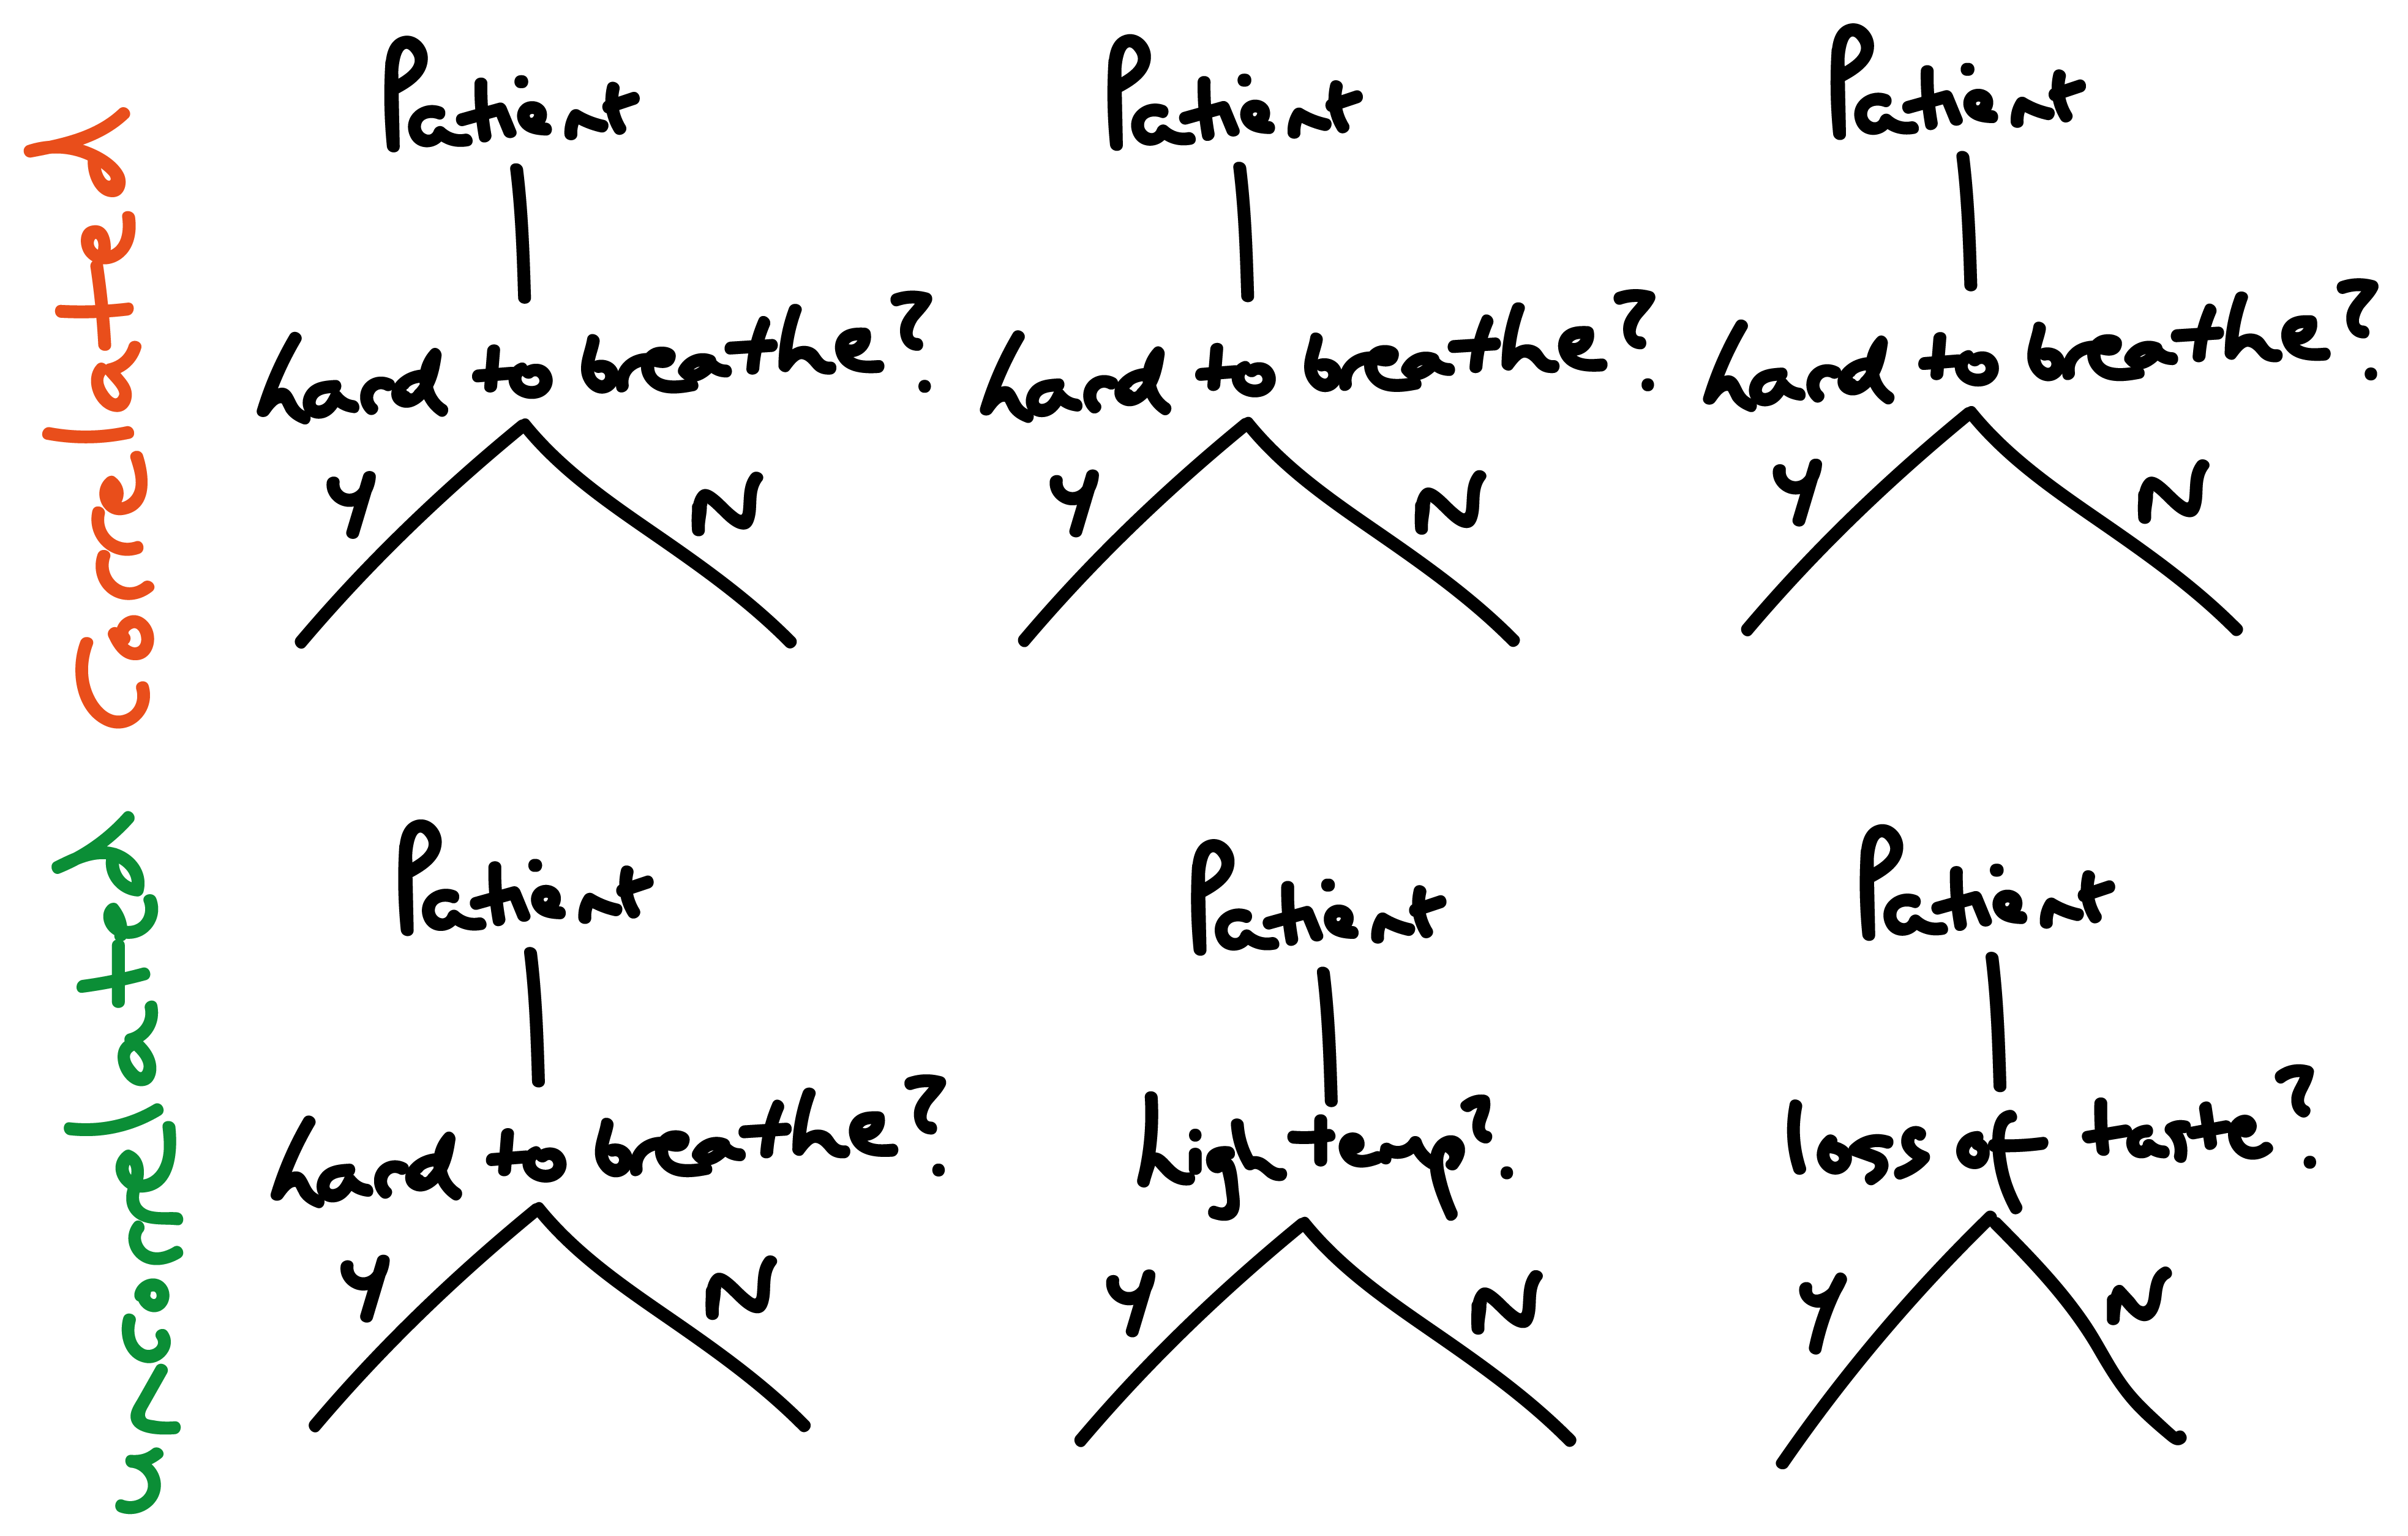 Correlated
Patient
Patient
Patient
hard to breathe?
hard to breathe?
hard to breathe?
Y
N
Y
N
Y
N
uncorrelated
Patient
Patient
Patient
hard to breathe?
high temp?
loss of taste?
Y
N
Y
N
Y
N